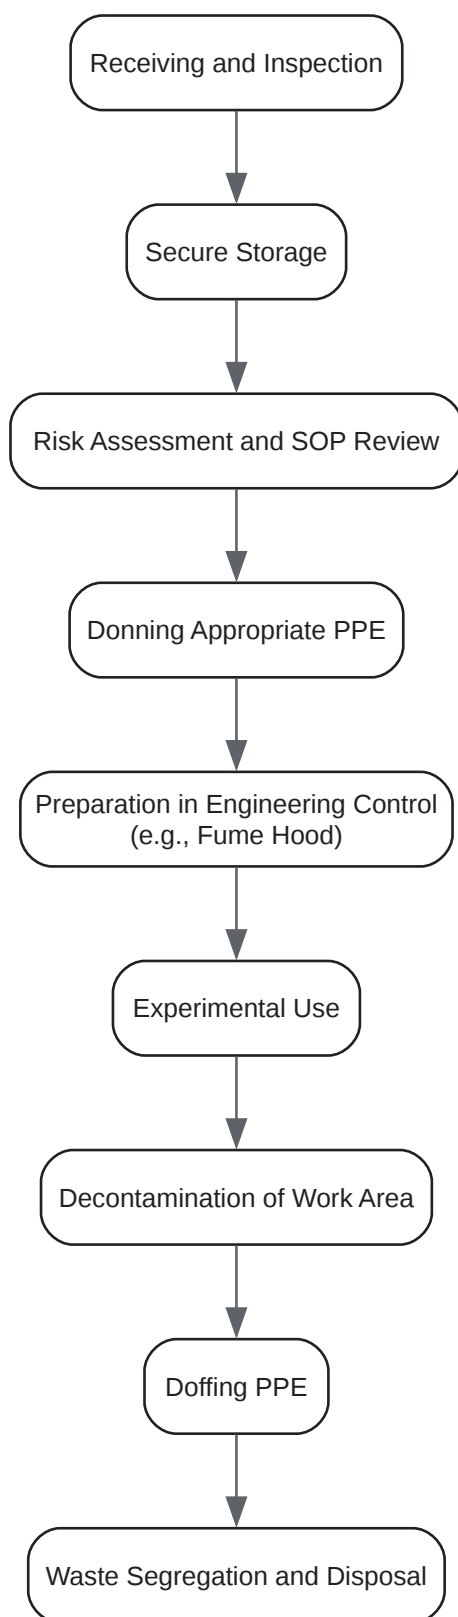 Receiving and Inspection
Secure Storage
Risk Assessment and SOP Review
Donning Appropriate PPE
Preparation in Engineering Control
(e.g., Fume Hood)
Experimental Use
Decontamination of Work Area
Doffing PPE
Waste Segregation and Disposal